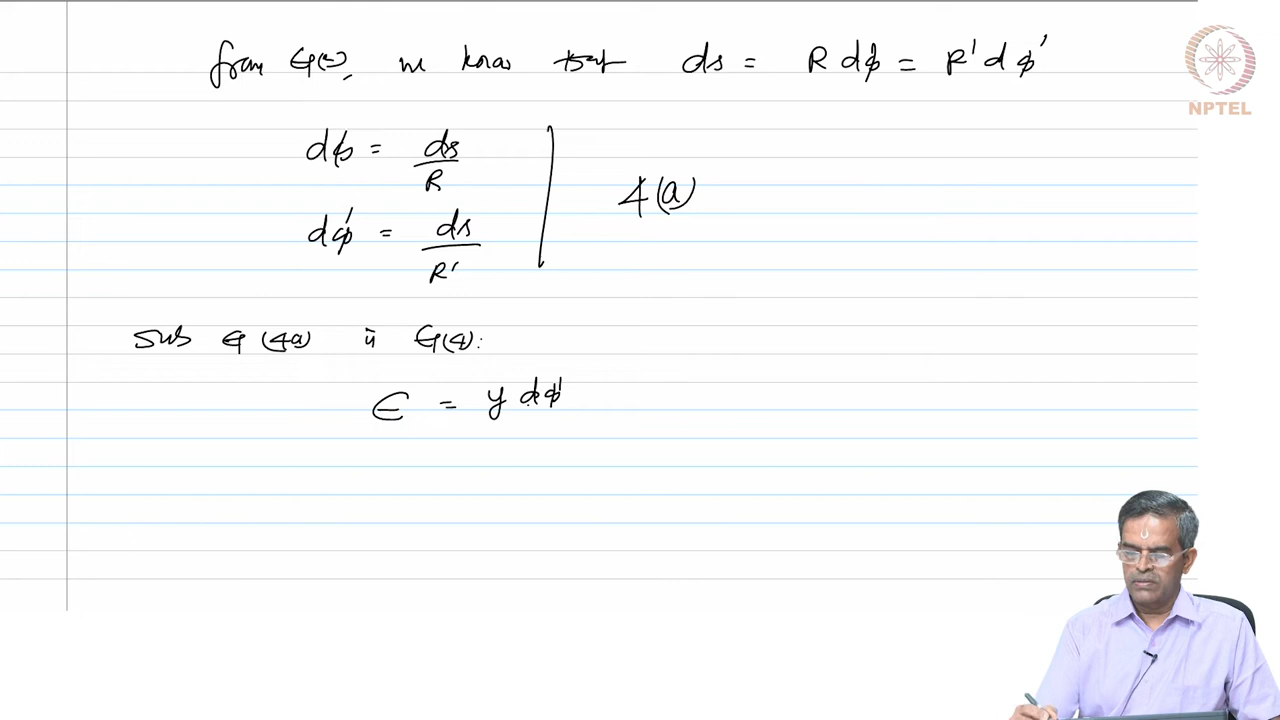 from Eq(2), we know that ds = R dϕ = R' dϕ'
NPTEL
dϕ = ds/R
4(a)
dϕ' = ds/R'
Sub Eq (4a) in Eq(4):
ϵ = y dϕ'